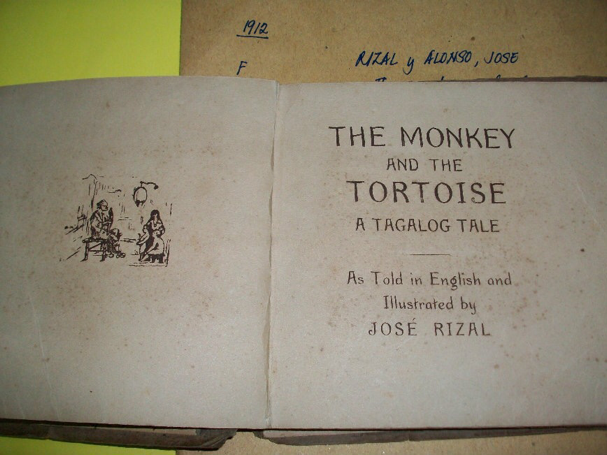 1912
F
RIZAL y ALONSO, JOSE
THE MONKEY
AND THE
TORTOISE
A TAGALOG TALE
As Told in English and
Illustrated by
JOSÉ RIZAL